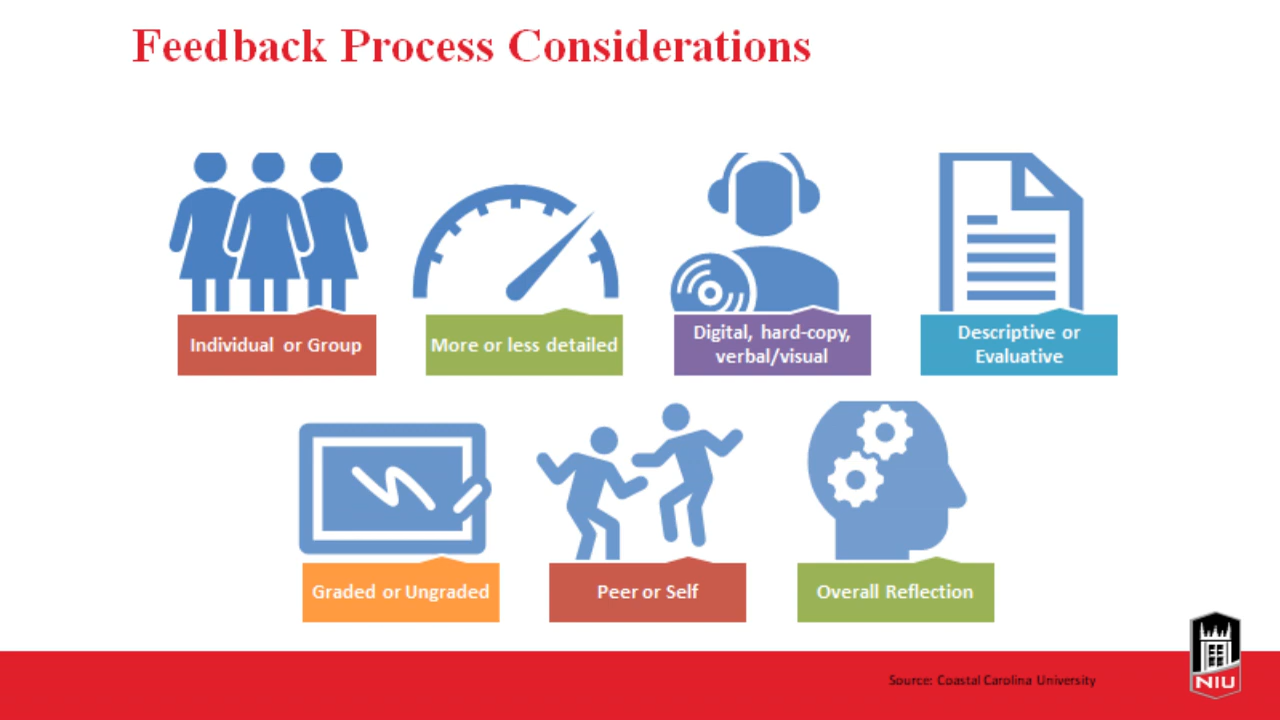 Feedback Process Considerations
Individual or Group
More or less detailed
Digital, hard-copy,
verbal/visual
Descriptive or
Evaluative
Graded or Ungraded
Peer or Self
Overall Reflection
Source: Coastal Carolina University
NIU